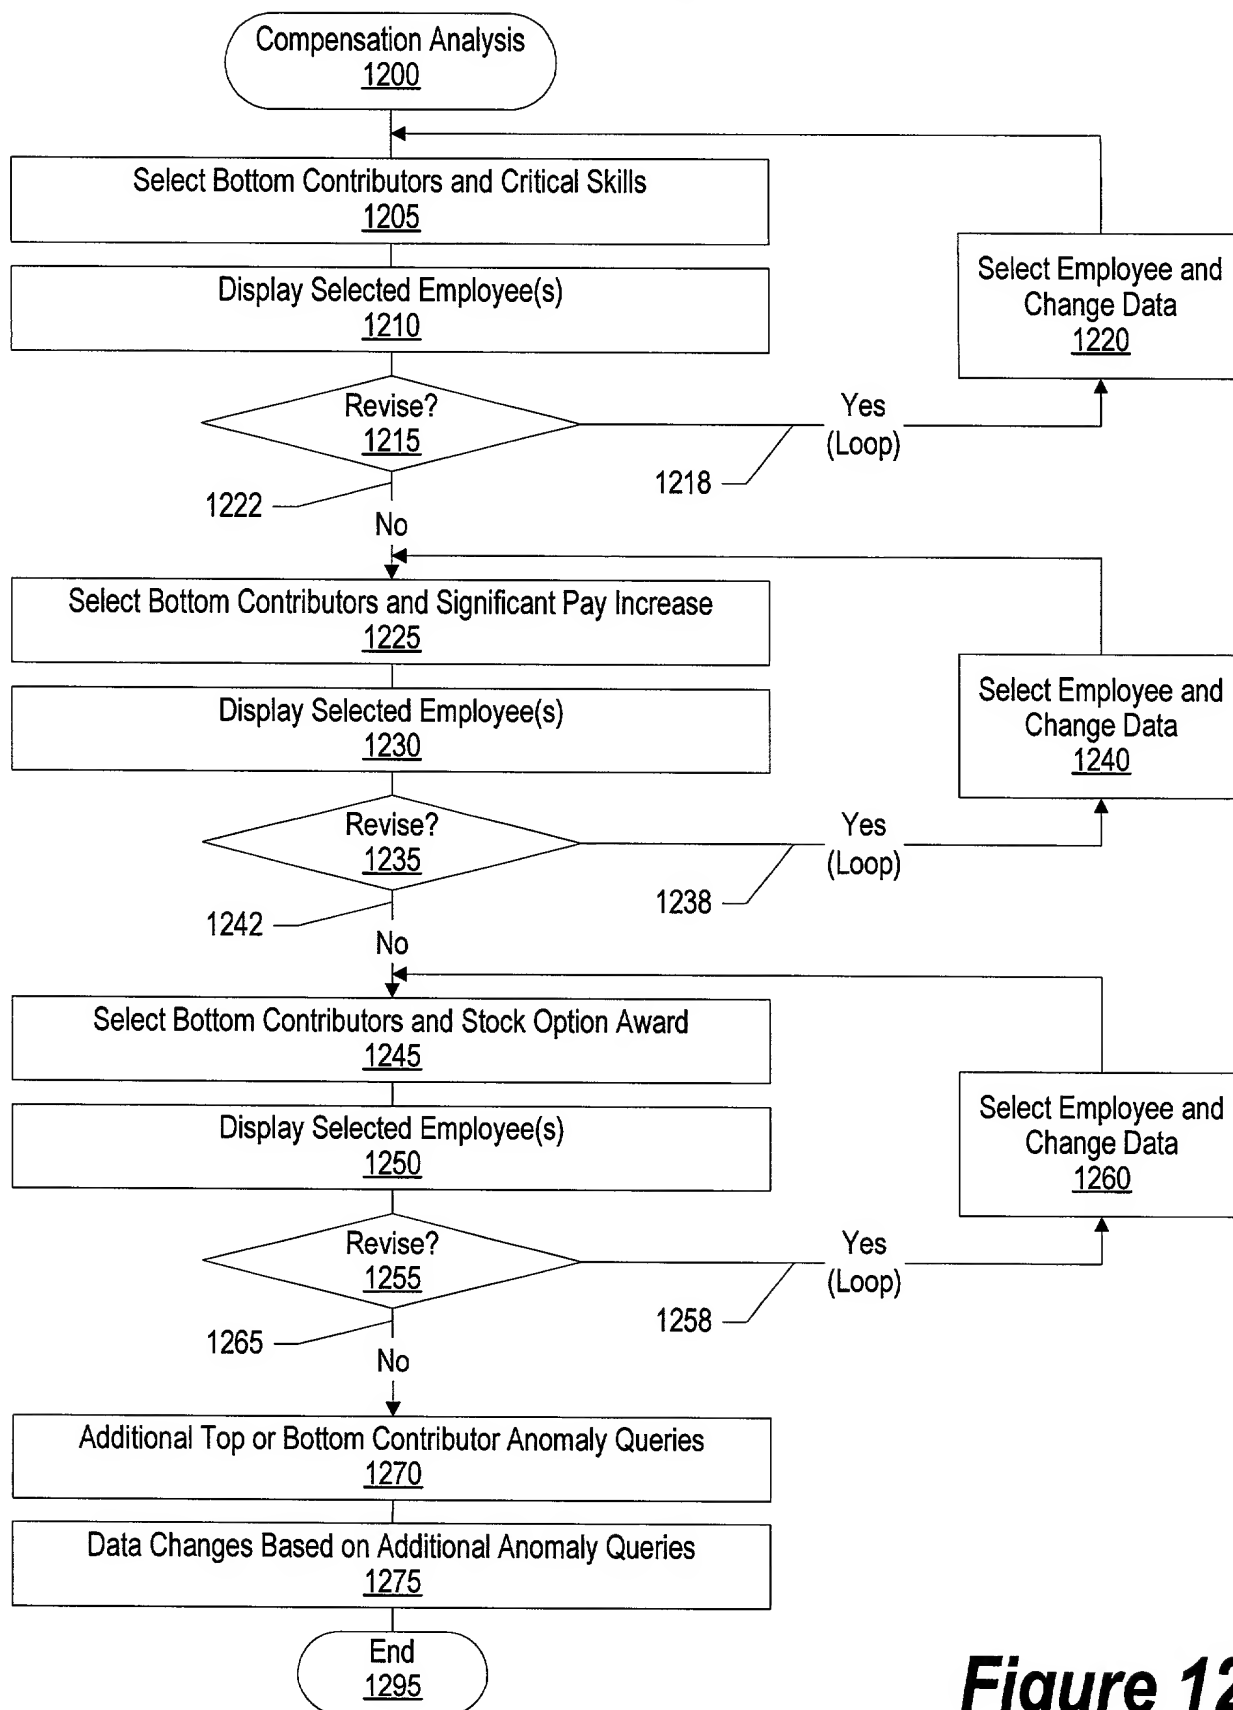 Compensation Analysis
1200
Select Bottom Contributors and Critical Skills
1205
Display Selected Employee(s)
1210
Select Employee and
Change Data
1220
Revise?
1215
Yes
(Loop)
1218
1222
No
Select Bottom Contributors and Significant Pay Increase
1225
Display Selected Employee(s)
1230
Select Employee and
Change Data
1240
Revise?
1235
Yes
(Loop)
1238
1242
No
Select Bottom Contributors and Stock Option Award
1245
Display Selected Employee(s)
1250
Select Employee and
Change Data
1260
Revise?
1255
Yes
(Loop)
1258
1265
No
Additional Top or Bottom Contributor Anomaly Queries
1270
Data Changes Based on Additional Anomaly Queries
1275
End
1295
Figure 12